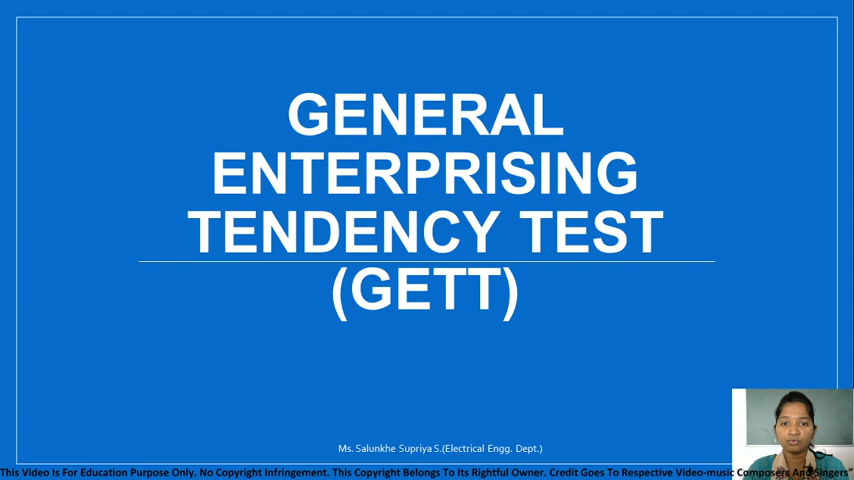 GENERAL
ENTERPRISING
TENDENCY TEST
(GETT)
Ms. Salunkhe Supriya S.(Electrical Engg. Dept.)
This Video Is For Education Purpose Only. No Copyright Infringement. This Copyright Belongs To Its Rightful Owner. Credit Goes To Respective Video-music Composers And Singers"